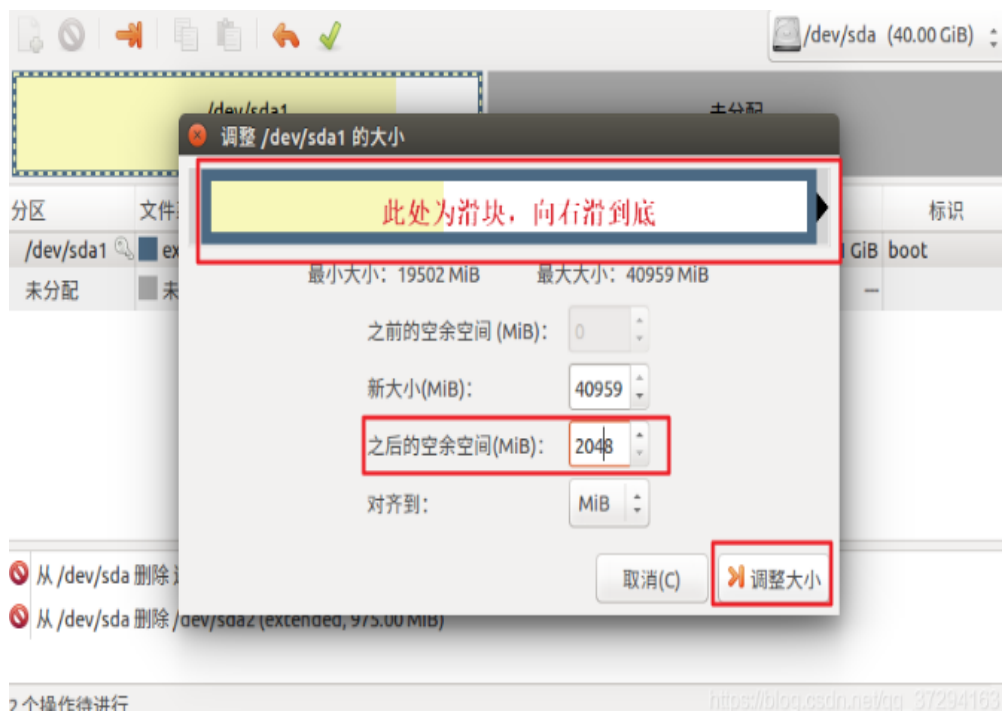 /dev/sda (40.00 GiB)
/dev/sda1
未分配
调整 /dev/sda1 的大小
此处为滑块，向右滑到底
分区 文件 标识
/dev/sda1 ex GiB boot
未分配 未 —
最小大小：19502 MiB 最大大小：40959 MiB
之前的空余空间 (MiB)： 0
新大小(MiB)： 40959
之后的空余空间(MiB)： 2048
对齐到： MiB
取消(C) 调整大小
从 /dev/sda 删除
从 /dev/sda 删除 /dev/sda2 (extended, 975.00 MiB)
2 个操作待进行
https://blog.csdn.net/qq_37294163